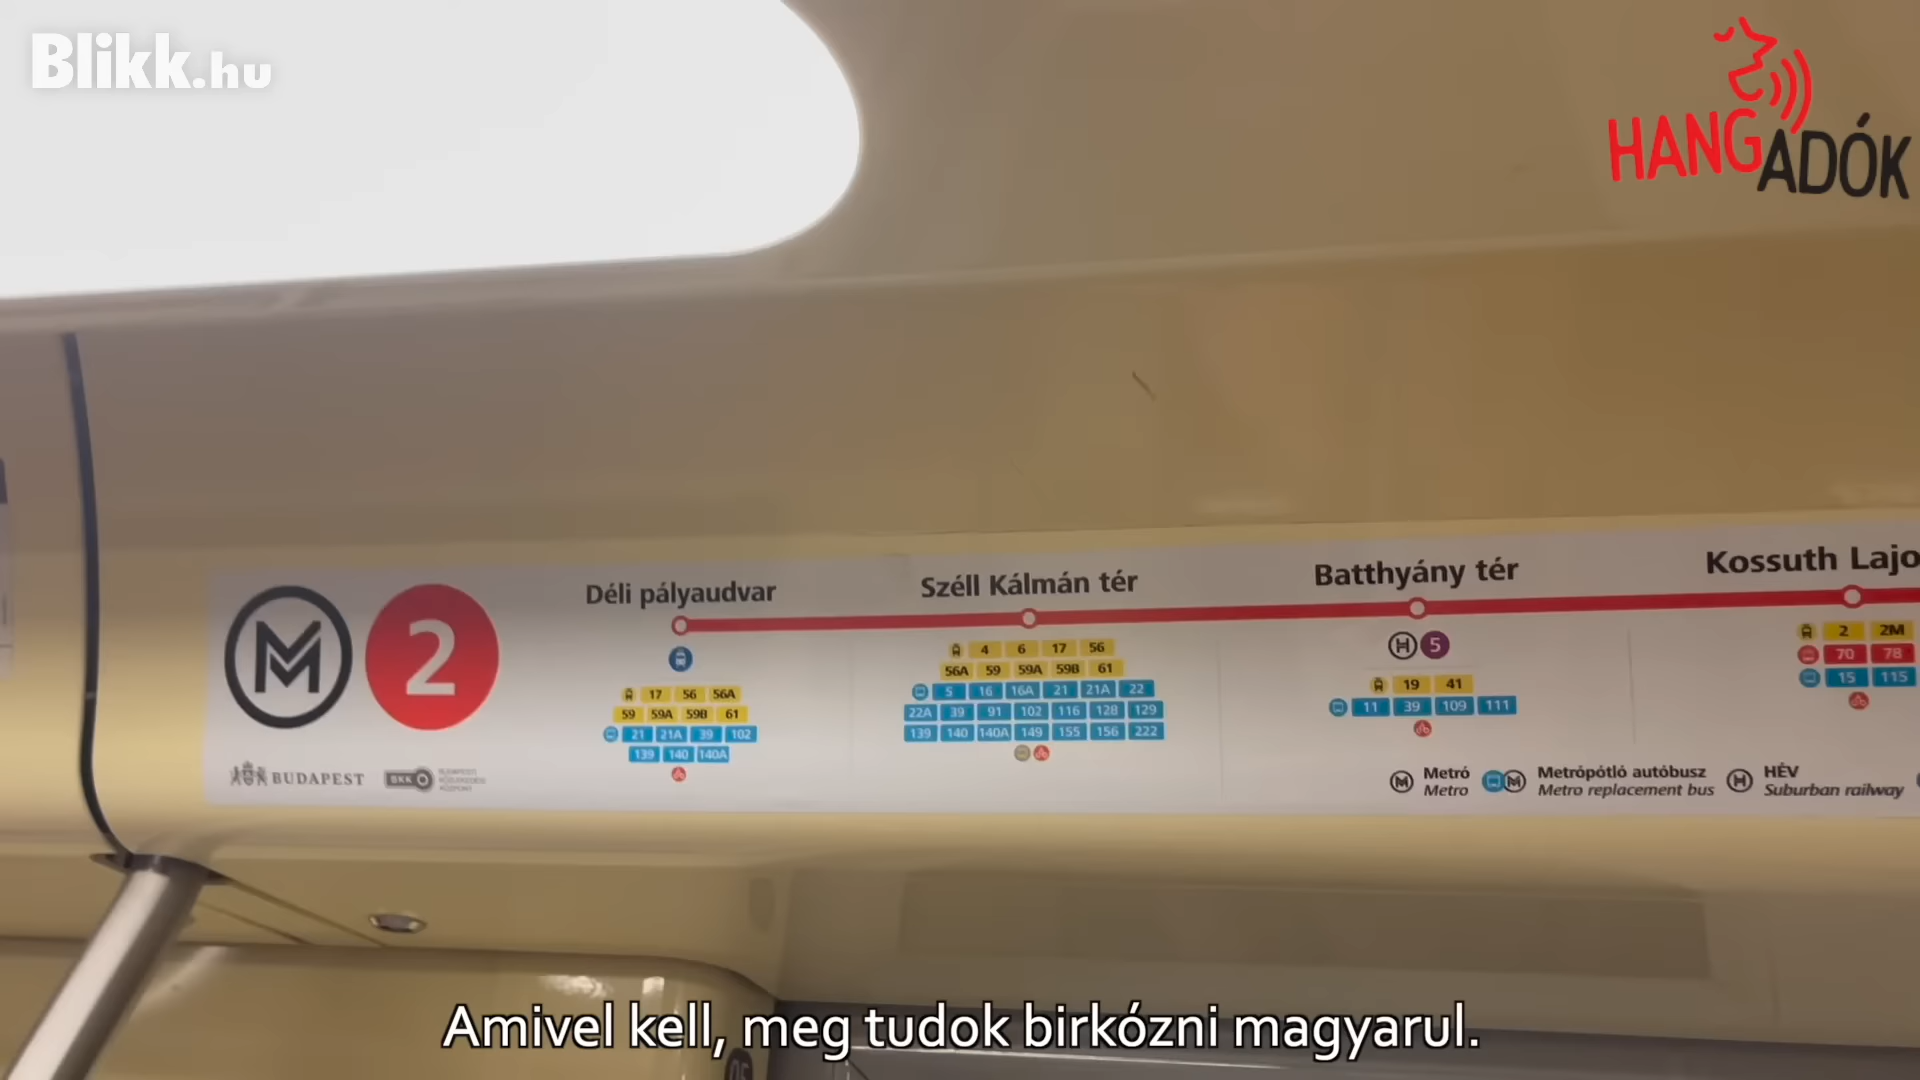 Blikk.hu
HANGADÓK
M 2
BUDAPEST
BKK BUDAPESTI KÖZLEKEDÉSI KÖZPONT
Déli pályaudvar
17 56 56A
59 59A 59B 61
21 21A 39 102
139 140 140A
Széll Kálmán tér
4 6 17 56
56A 59 59A 59B 61
5 16 16A 21 21A 22
22A 39 91 102 116 128 129
139 140 140A 149 155 156 222
Batthyány tér
H 5
19 41
11 39 109 111
Kossuth Lajo
2 2M
70 78
15 115
M Metró
Metro
M Metrópótló autóbusz
Metro replacement bus
H HÉV
Suburban railway
Amivel kell, meg tudok birkózni magyarul.